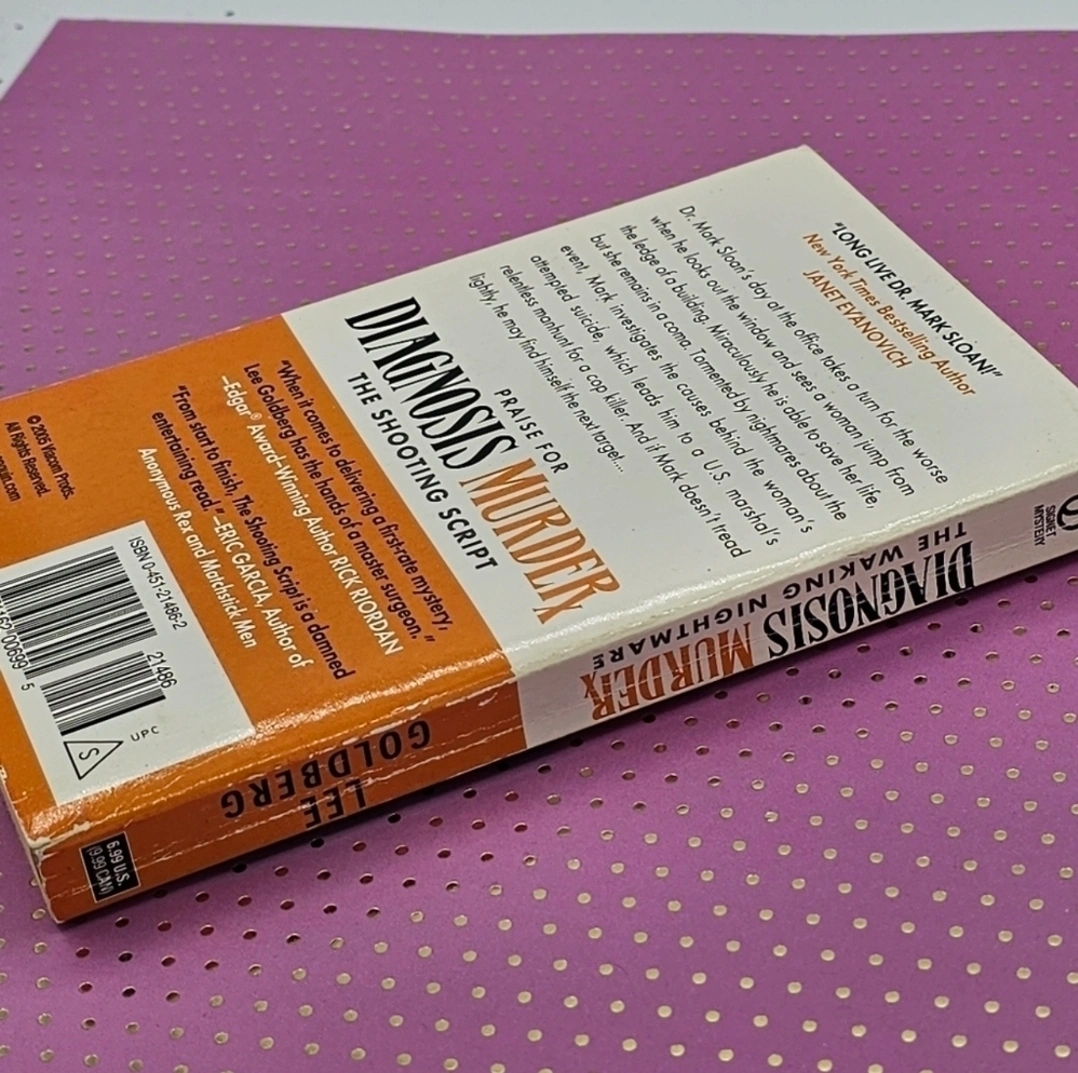 "LONG LIVE DR. MARK SLOAN!"
New York Times Bestselling Author
JANET EVANOVICH
Dr. Mark Sloan's day at the office takes a turn for the worse
when he looks out the window and sees a woman jump from
the ledge of a building. Miraculously he is able to save her life,
but she remains in a coma. Tormented by nightmares about the
event, Mark investigates the causes behind the woman's
attempted suicide, which leads him to a U.S. marshal's
relentless manhunt for a cop killer. And if Mark doesn't tread
lightly, he may find himself the next target...
PRAISE FOR
DIAGNOSIS MURDER
THE SHOOTING SCRIPT
"When it comes to delivering a first-rate mystery,
Lee Goldberg has the hands of a master surgeon."
—Edgar® Award-Winning Author RICK RIORDAN
"From start to finish, The Shooting Script is a damned
entertaining read."—ERIC GARCIA, Author of
Anonymous Rex and Matchstick Men
© 2005 Viacom Prods.
All Rights Reserved.
ISBN 0-451-21486-2
21486
00699
5
S
UPC
SIGNET
MYSTERY
DIAGNOSIS MURDER
THE WAKING NIGHTMARE
LEE
GOLDBERG
6.99 U.S.
(9.99 CAN)